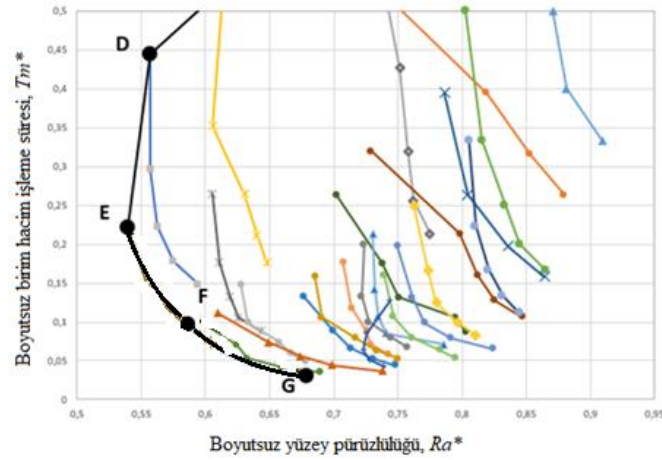 Boyutsuz birim hacim işleme süresi, Tm*
0,5
0,45
0,4
0,35
0,3
0,25
0,2
0,15
0,1
0,05
0
D
E
F
G
0,5 0,55 0,6 0,65 0,7 0,75 0,8 0,85 0,9 0,95
Boyutsuz yüzey pürüzlülüğü, Ra*